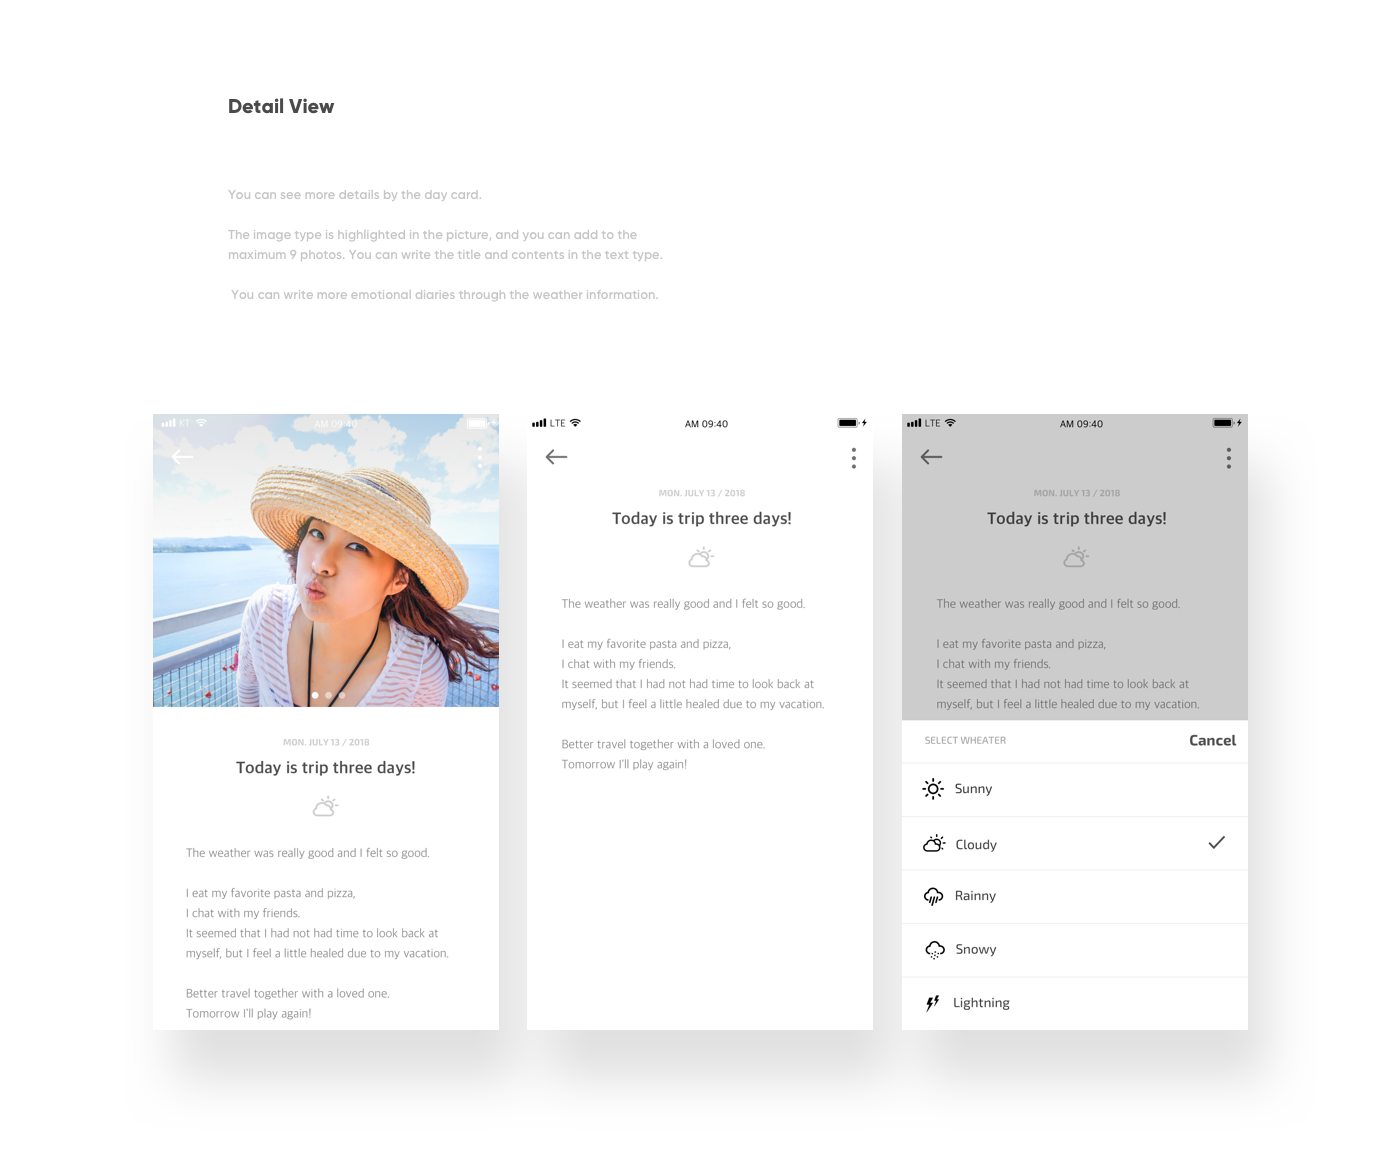 Detail View
You can see more details by the day card.
The image type is highlighted in the picture, and you can add to the
maximum 9 photos. You can write the title and contents in the text type.
You can write more emotional diaries through the weather information.
KT
AM 09:40
MON. JULY 13 / 2018
Today is trip three days!
The weather was really good and I felt so good.
I eat my favorite pasta and pizza,
I chat with my friends.
It seemed that I had not had time to look back at
myself, but I feel a little healed due to my vacation.
Better travel together with a loved one.
Tomorrow I'll play again!
LTE
AM 09:40
MON. JULY 13 / 2018
Today is trip three days!
The weather was really good and I felt so good.
I eat my favorite pasta and pizza,
I chat with my friends.
It seemed that I had not had time to look back at
myself, but I feel a little healed due to my vacation.
Better travel together with a loved one.
Tomorrow I'll play again!
LTE
AM 09:40
MON. JULY 13 / 2018
Today is trip three days!
The weather was really good and I felt so good.
I eat my favorite pasta and pizza,
I chat with my friends.
It seemed that I had not had time to look back at
myself, but I feel a little healed due to my vacation.
SELECT WHEATER
Cancel
Sunny
Cloudy
Rainny
Snowy
Lightning